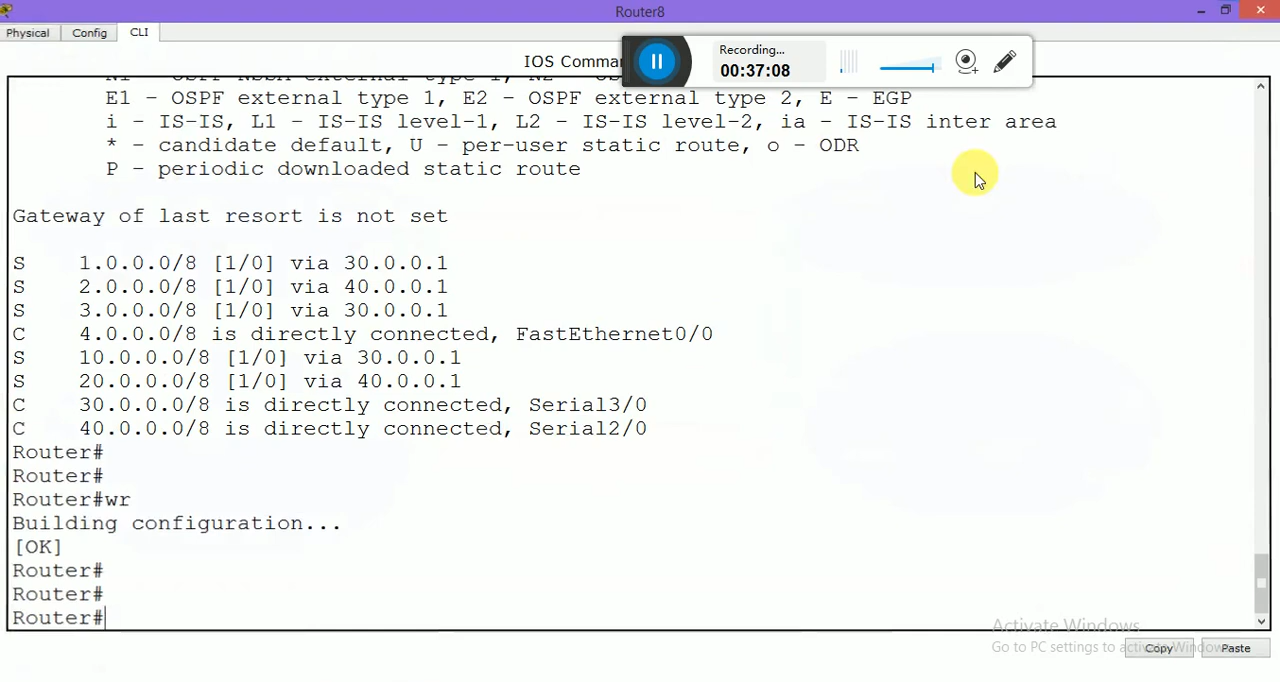 Router8
Physical
Config
CLI
IOS Comma
Recording...
00:37:08
E1 - OSPF external type 1, E2 - OSPF external type 2, E - EGP
i - IS-IS, L1 - IS-IS level-1, L2 - IS-IS level-2, ia - IS-IS inter area
* - candidate default, U - per-user static route, o - ODR
P - periodic downloaded static route
Gateway of last resort is not set
S 1.0.0.0/8 [1/0] via 30.0.0.1
S 2.0.0.0/8 [1/0] via 40.0.0.1
S 3.0.0.0/8 [1/0] via 30.0.0.1
C 4.0.0.0/8 is directly connected, FastEthernet0/0
S 10.0.0.0/8 [1/0] via 30.0.0.1
S 20.0.0.0/8 [1/0] via 40.0.0.1
C 30.0.0.0/8 is directly connected, Serial3/0
C 40.0.0.0/8 is directly connected, Serial2/0
Router#
Router#
Router#wr
Building configuration...
[OK]
Router#
Router#
Router#
Activate Windows
Go to PC settings to activate Windows.
Copy
Paste